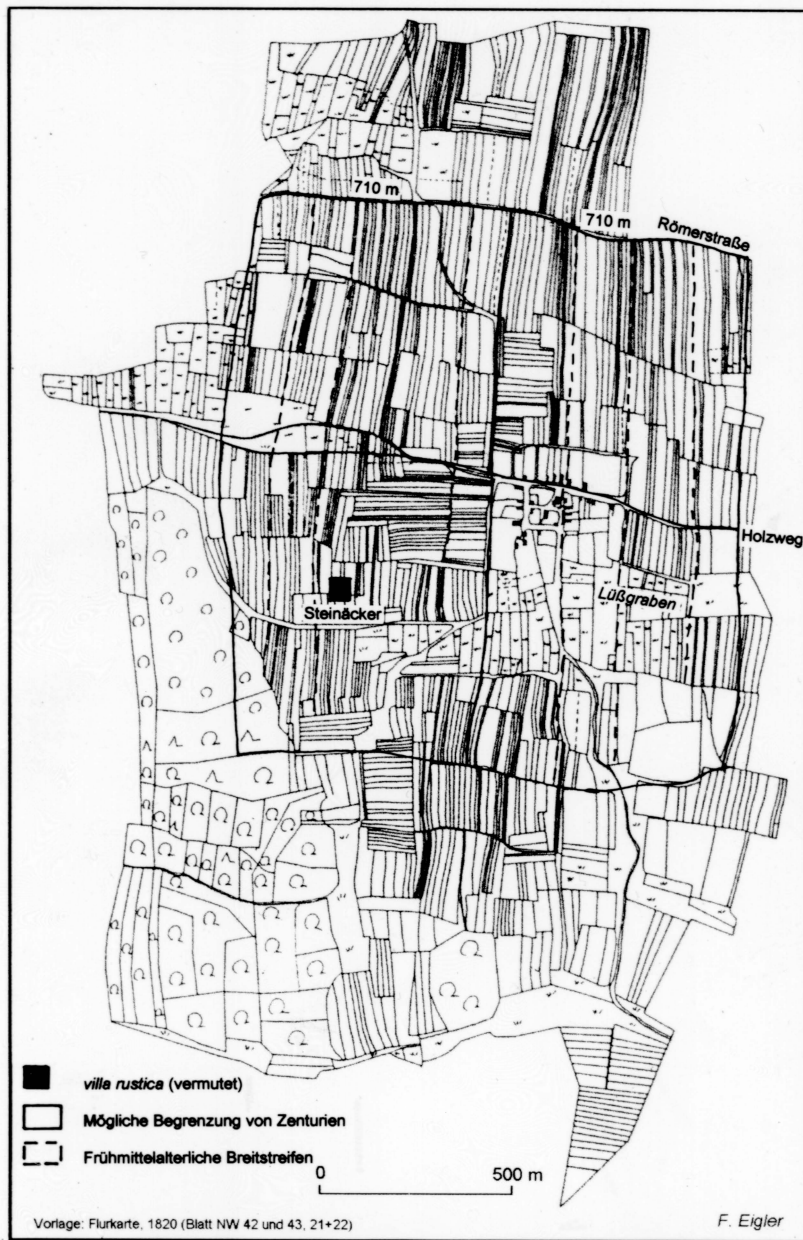 710 m
710 m
Römerstraße
Holzweg
Lüßgraben
Steinäcker
villa rustica (vermutet)
Mögliche Begrenzung von Zenturien
Frühmittelalterliche Breitstreifen
0 500 m
Vorlage: Flurkarte, 1820 (Blatt NW 42 und 43, 21+22)
F. Eigler